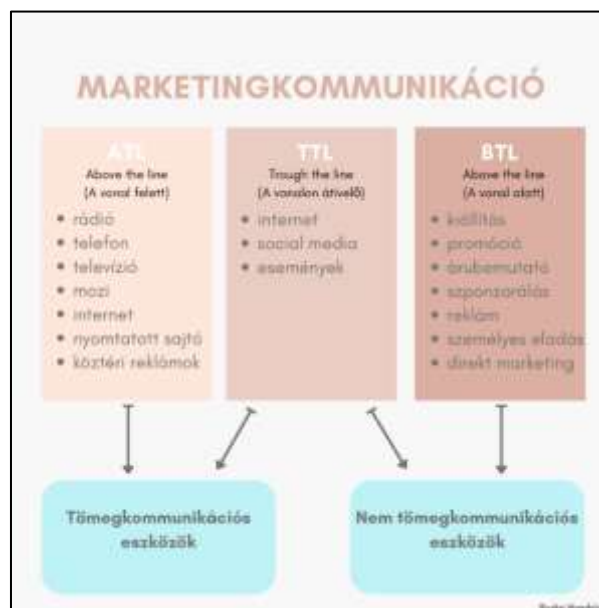 MARKETINGKOMMUNIKÁCIÓ
ATL
Above the line
(A vonal felett)
• rádió
• telefon
• televízió
• mozi
• internet
• nyomtatott sajtó
• köztéri reklámok
TTL
Trough the line
(A vonalon átívelő)
• internet
• social media
• események
BTL
Above the line
(A vonal alatt)
• kiállítás
• promóció
• árubemutató
• szponzorálás
• reklám
• személyes eladás
• direkt marketing
Tömegkommunikációs
eszközök
Nem tömegkommunikációs
eszközök